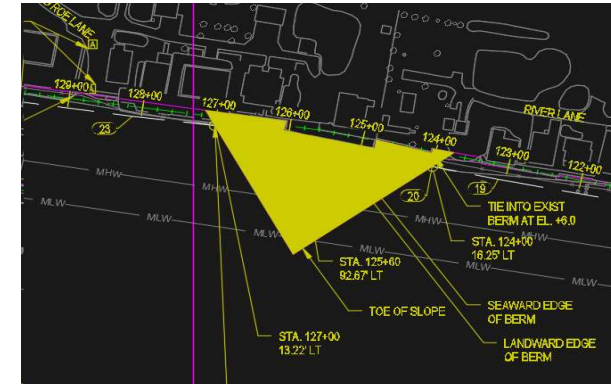 ROE LANE
A
129+00
128+00
127+00
126+00
125+00
124+00
123+00
122+00
RIVER LANE
23
20
19
MHW
MHW
MHW
MHW
MLW
MLW
MLW
MLW
TIE INTO EXIST
BERM AT EL. +6.0
STA. 124+00
16.25' LT
STA. 125+60
92.67' LT
TOE OF SLOPE
SEAWARD EDGE
OF BERM
LANDWARD EDGE
OF BERM
STA. 127+00
13.22' LT